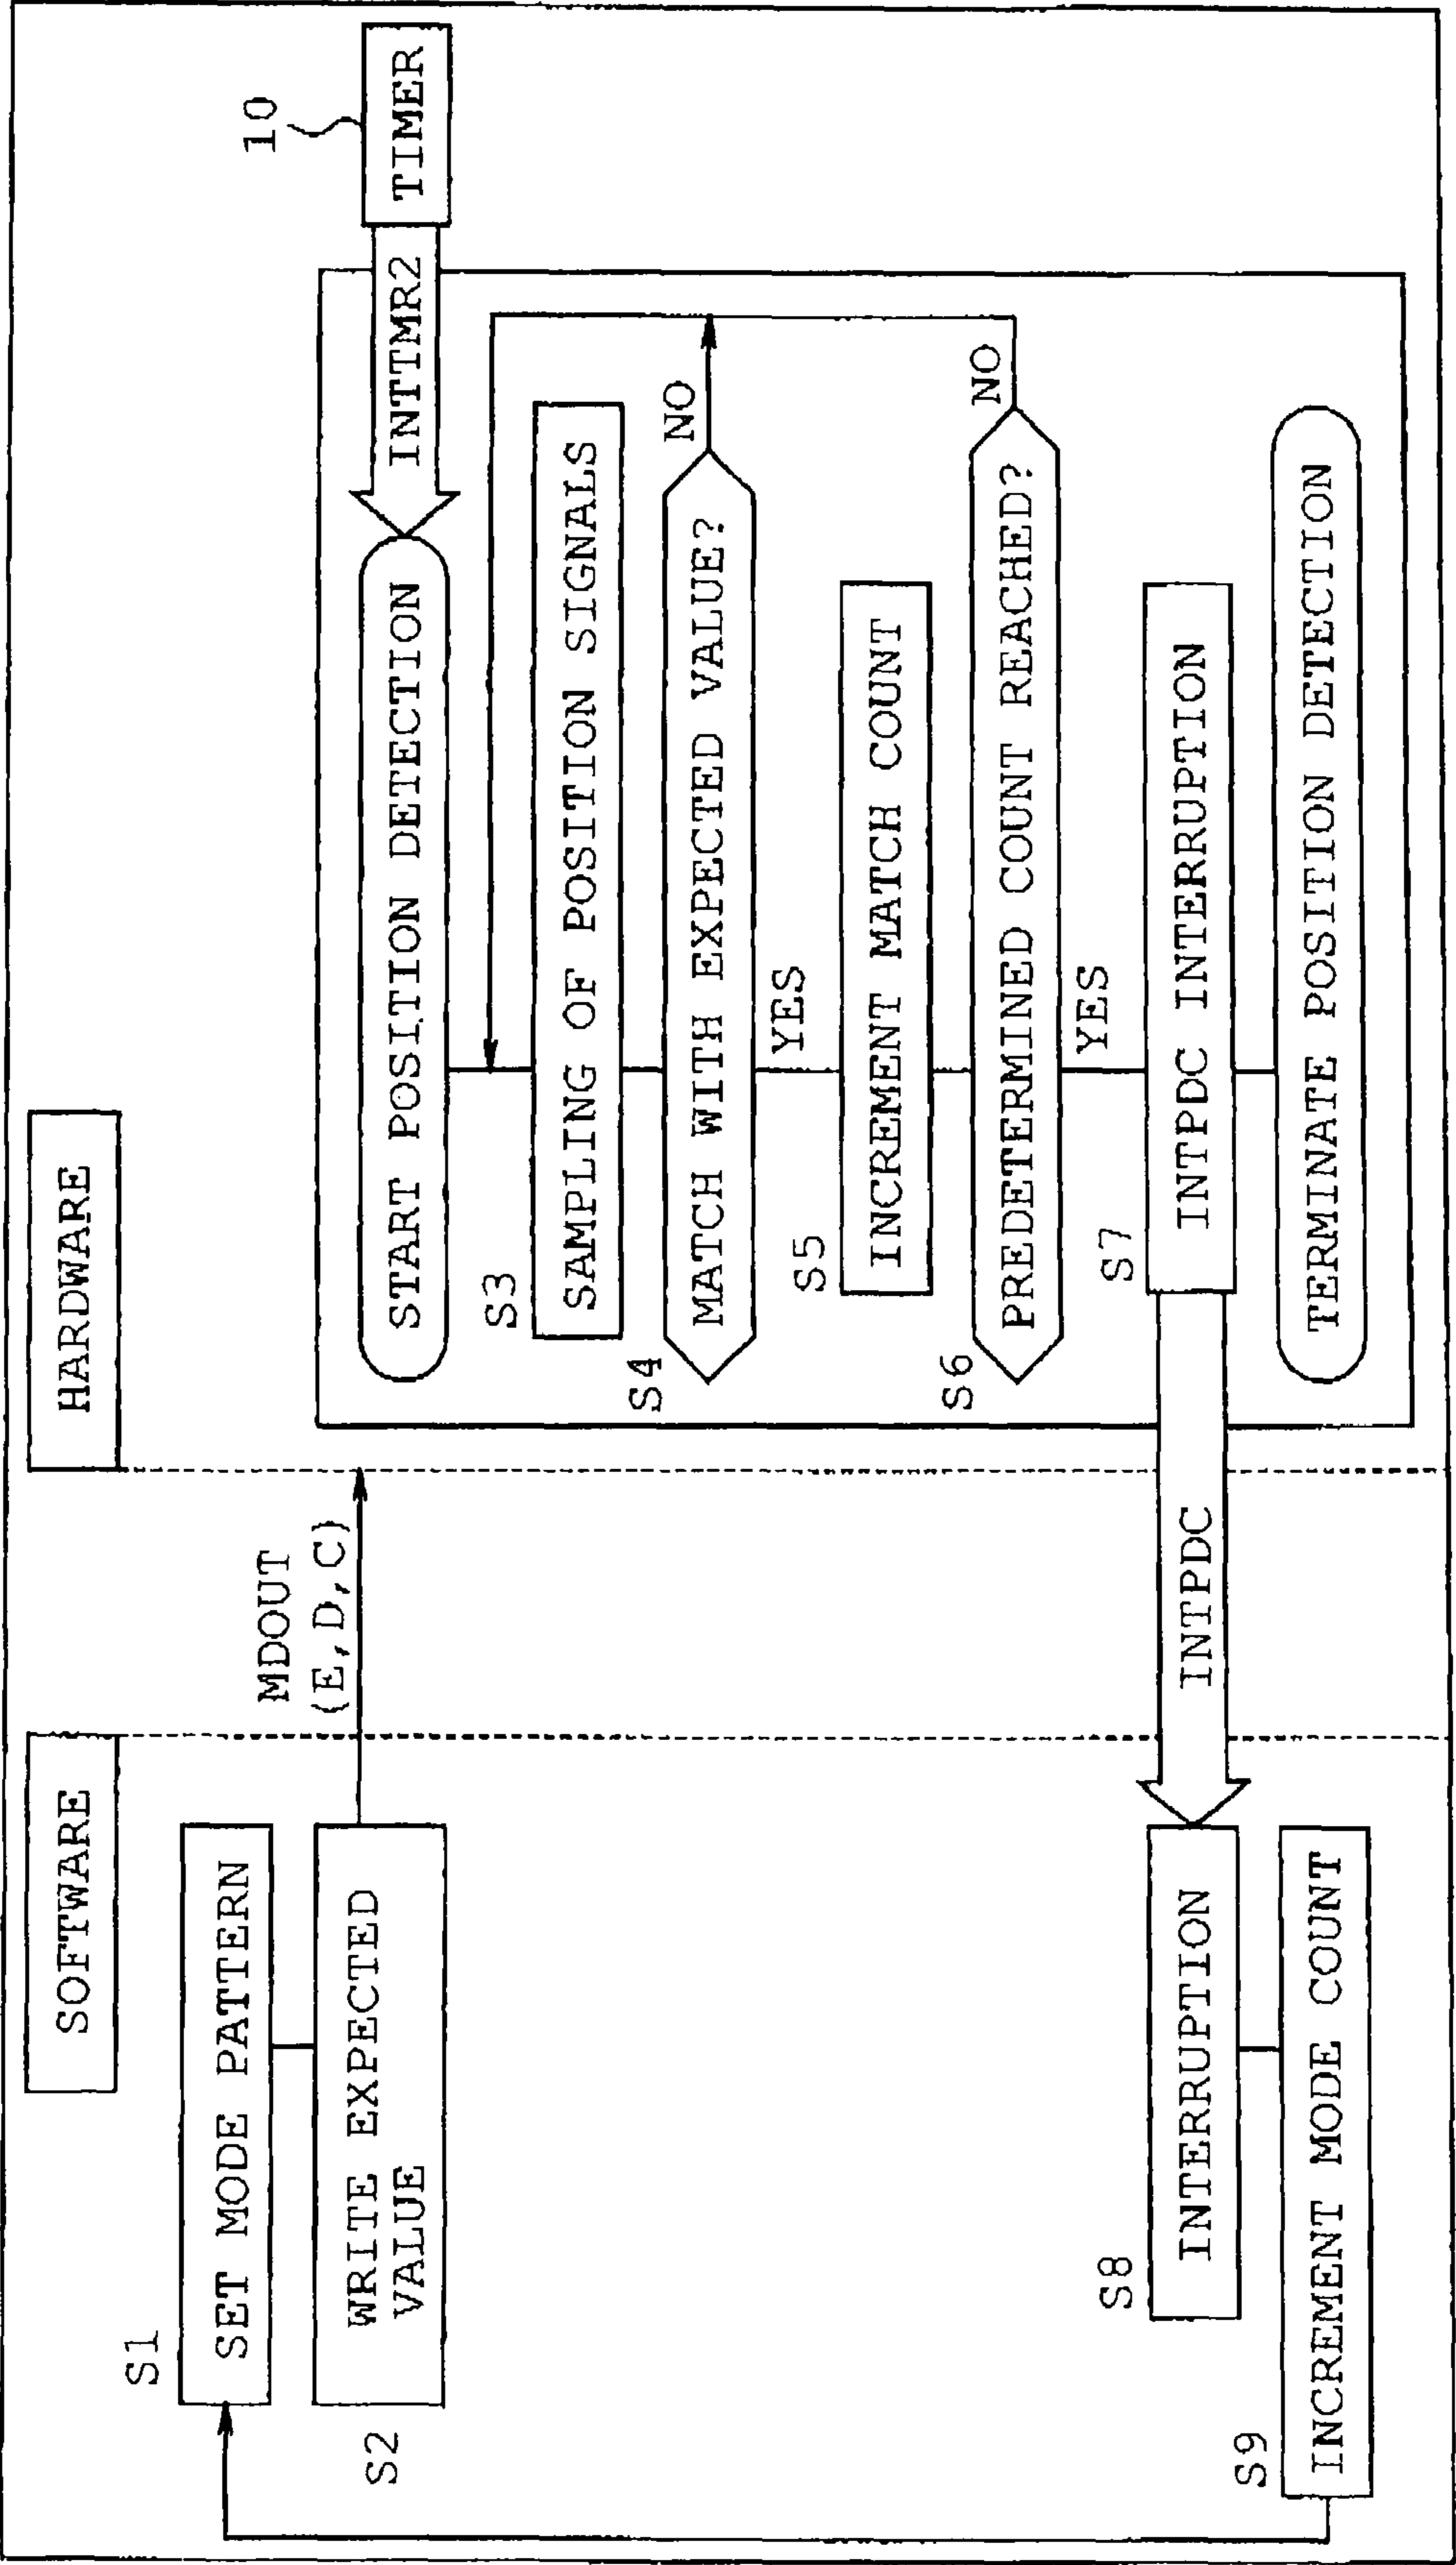 SOFTWARE
S1
SET MODE PATTERN
S2
WRITE EXPECTED
VALUE
MDOUT
(E,D,C)
HARDWARE
10
TIMER
INTTMR2
START POSITION DETECTION
S3
SAMPLING OF POSITION SIGNALS
S4
MATCH WITH EXPECTED VALUE?
NO
YES
S5
INCREMENT MATCH COUNT
S6
PREDETERMINED COUNT REACHED?
NO
YES
S7
INTPDC INTERRUPTION
TERMINATE POSITION DETECTION
INTPDC
S8
INTERRUPTION
S9
INCREMENT MODE COUNT